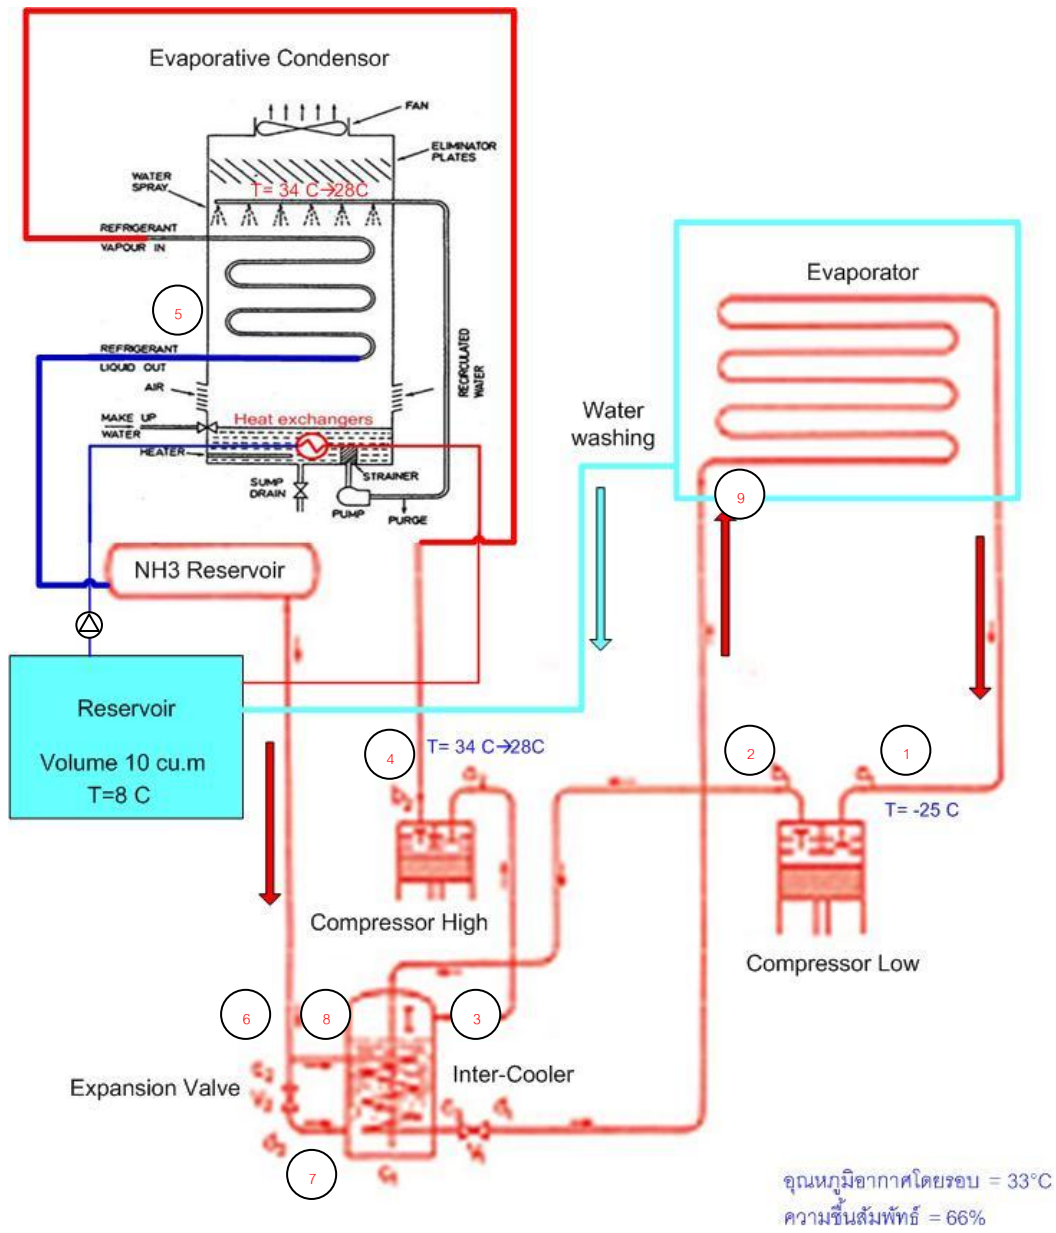 Evaporative Condensor
FAN
ELIMINATOR
PLATES
WATER
SPRAY
T= 34 C→28C
REFRIGERANT
VAPOUR IN
5
REFRIGERANT
LIQUID OUT
AIR
RECIRCULATED
WATER
MAKE UP
WATER
Heat exchangers
HEATER
STRAINER
SUMP
DRAIN
PUMP
PURGE
Evaporator
Water
washing
9
NH3 Reservoir
Reservoir
Volume 10 cu.m
T=8 C
4
T= 34 C→28C
2
1
T= -25 C
Compressor High
Compressor Low
6
8
3
Inter-Cooler
Expansion Valve
7
อุณหภูมิอากาศโดยรอบ = 33°C
ความชื้นสัมพัทธ์ = 66%